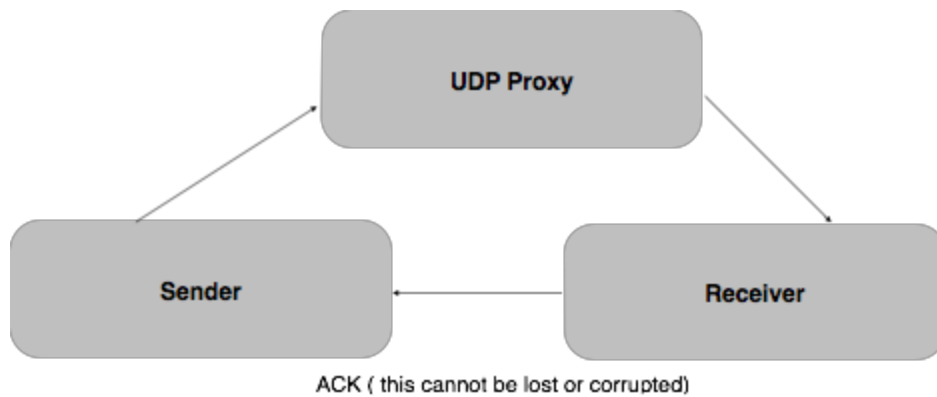 UDP Proxy
Sender
Receiver
ACK ( this cannot be lost or corrupted)